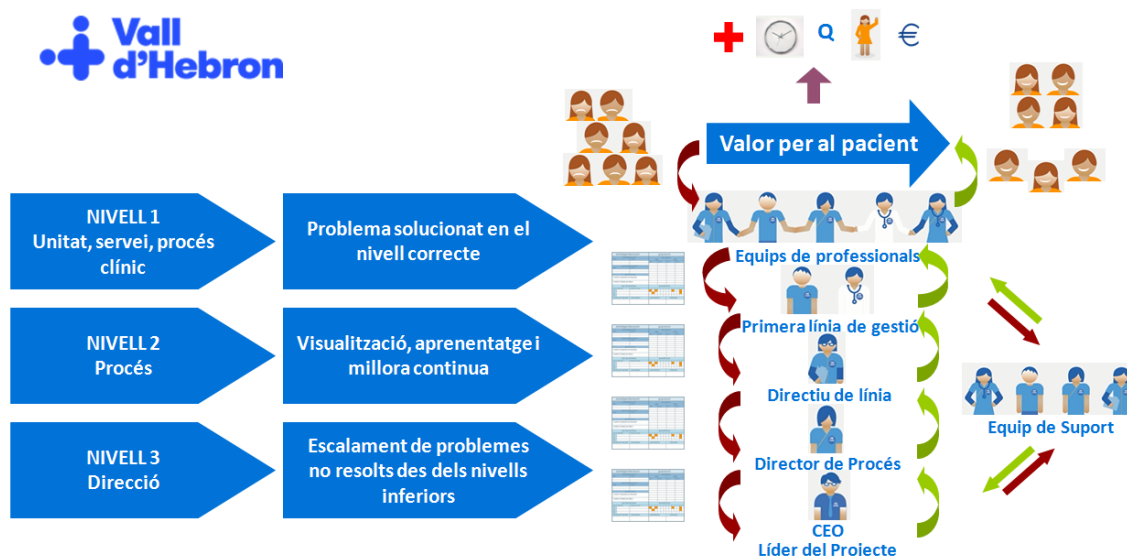 Vall
d'Hebron
Q
€
Valor per al pacient
NIVELL 1
Unitat, servei, procés
clínic
Problema solucionat en el
nivell correcte
Equips de professionals
Primera línia de gestió
NIVELL 2
Procés
Visualització, aprenentatge i
millora continua
Directiu de línia
Equip de Suport
NIVELL 3
Direcció
Escalament de problemes
no resolts des dels nivells
inferiors
Director de Procés
CEO
Líder del Projecte